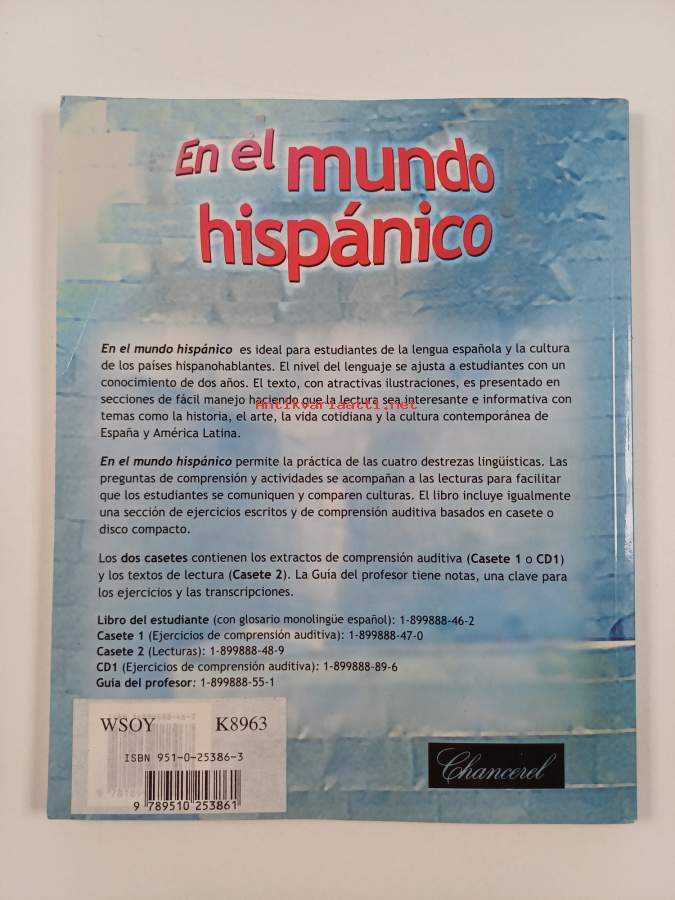 En el mundo
hispánico
En el mundo hispánico es ideal para estudiantes de la lengua española y la cultura
de los países hispanohablantes. El nivel del lenguaje se ajusta a estudiantes con un
conocimiento de dos años. El texto, con atractivas ilustraciones, es presentado en
secciones de fácil manejo haciendo que la lectura sea interesante e informativa con
Antikvariaatti.net
temas como la historia, el arte, la vida cotidiana y la cultura contemporánea de
España y América Latina.
En el mundo hispánico permite la práctica de las cuatro destrezas lingüísticas. Las
preguntas de comprensión y actividades se acompañan a las lecturas para facilitar
que los estudiantes se comuniquen y comparen culturas. El libro incluye igualmente
una sección de ejercicios escritos y de comprensión auditiva basados en casete o
disco compacto.
Los dos casetes contienen los extractos de comprensión auditiva (Casete 1 o CD1)
y los textos de lectura (Casete 2). La Guía del profesor tiene notas, una clave para
los ejercicios y las transcripciones.
Libro del estudiante (con glosario monolingüe español): 1-899888-46-2
Casete 1 (Ejercicios de comprensión auditiva): 1-899888-47-0
Casete 2 (Lecturas): 1-899888-48-9
CD1 (Ejercicios de comprensión auditiva): 1-899888-89-6
Guía del profesor: 1-899888-55-1
WSOY K8963
ISBN 951-0-25386-3
9 789510 253861
Chancerel